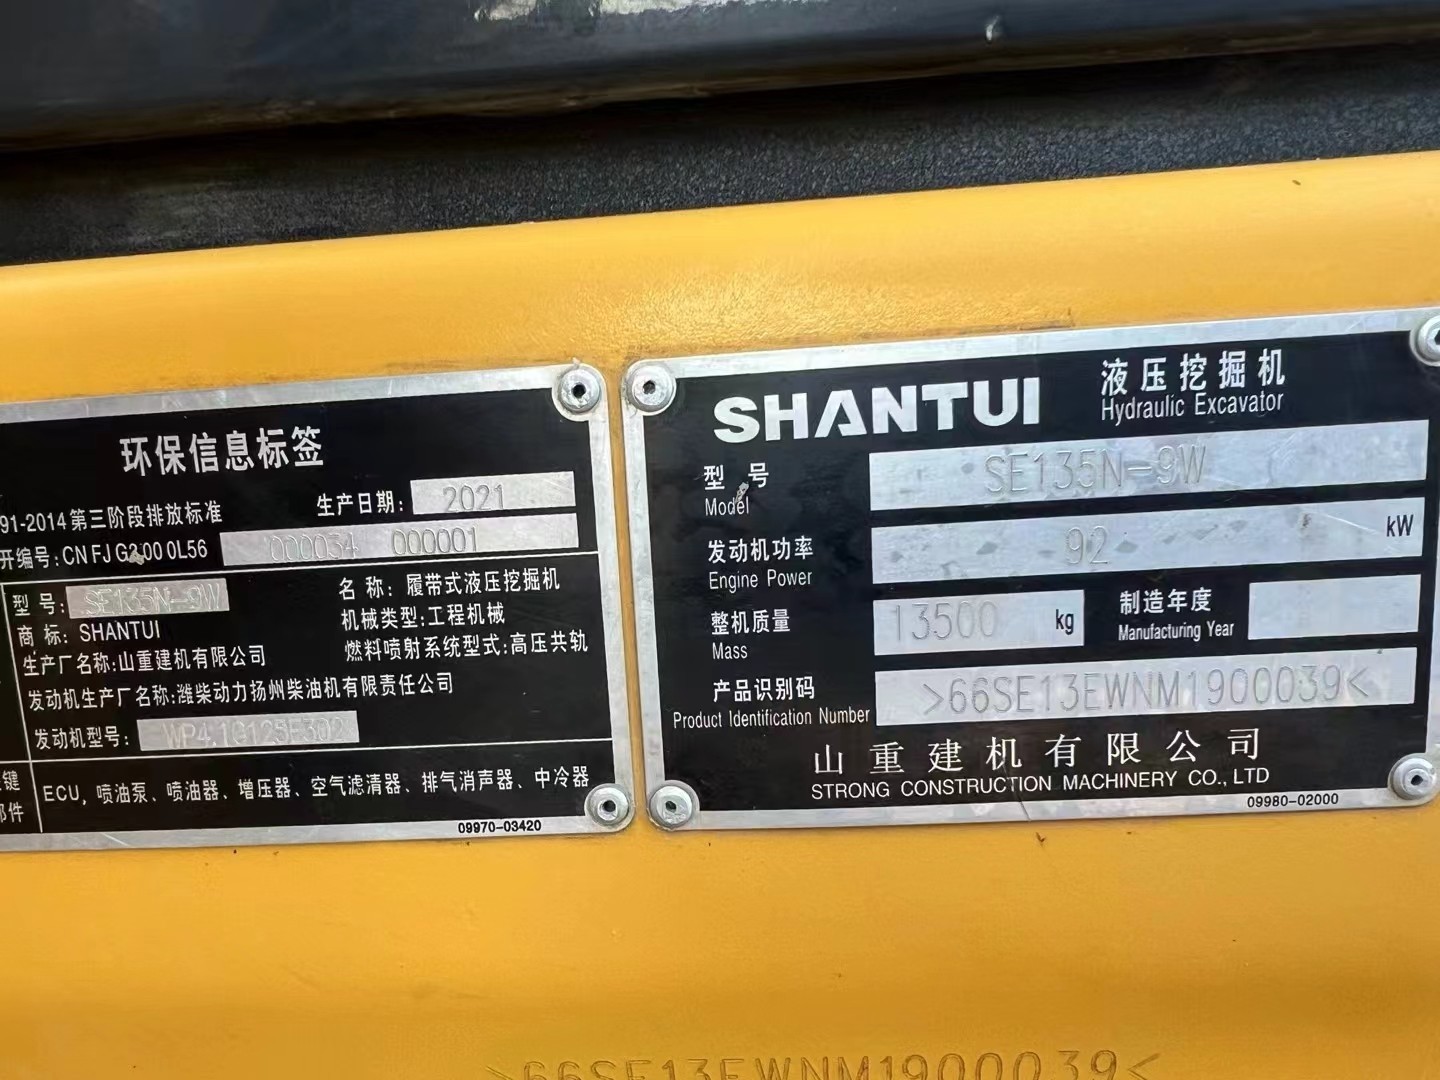 环保信息标签
91-2014第三阶段排放标准 生产日期: 2021
开编号: CN FJ G3 00 0L56 000034 000001
型号: SE135N-9W
商标: SHANTUI
生产厂名称:山重建机有限公司
名称: 履带式液压挖掘机
机械类型:工程机械
燃料喷射系统型式:高压共轨
发动机生产厂名称:潍柴动力扬州柴油机有限责任公司
发动机型号: WP4.1G125E302
键
部件
ECU, 喷油泵、喷油器、增压器、空气滤清器、排气消声器、中冷器
09970-03420
SHANTUI
液压挖掘机
Hydraulic Excavator
型号 SE135N-9W
Model
发动机功率 92 kW
Engine Power
整机质量 13500 kg
Mass
制造年度
Manufacturing Year
产品识别码 >66SE13EWNM1900039<
Product Identification Number
山重建机有限公司
STRONG CONSTRUCTION MACHINERY CO., LTD
09980-02000
>66SE13EWNM1900039<